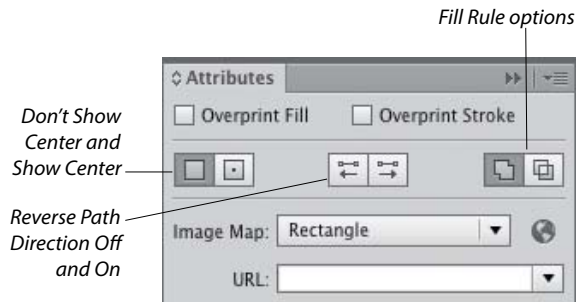 Fill Rule options
Attributes
Overprint Fill
Overprint Stroke
Don't Show
Center and
Show Center
Reverse Path
Direction Off
and On
Image Map:
Rectangle
URL: